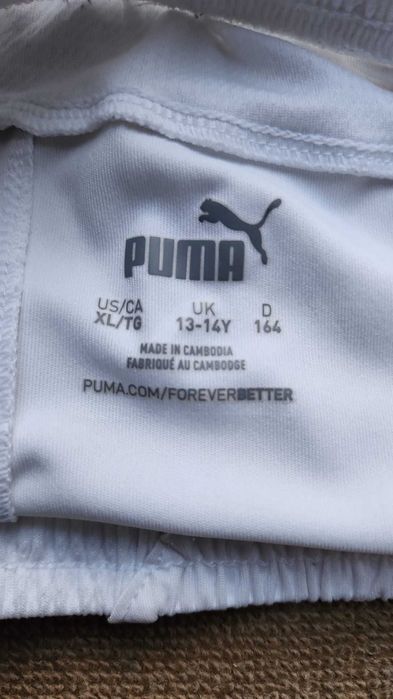 PUMA
US/CA UK D
XL/TG 13-14Y 164
MADE IN CAMBODIA
FABRIQUÉ AU CAMBODGE
PUMA.COM/FOREVERBETTER